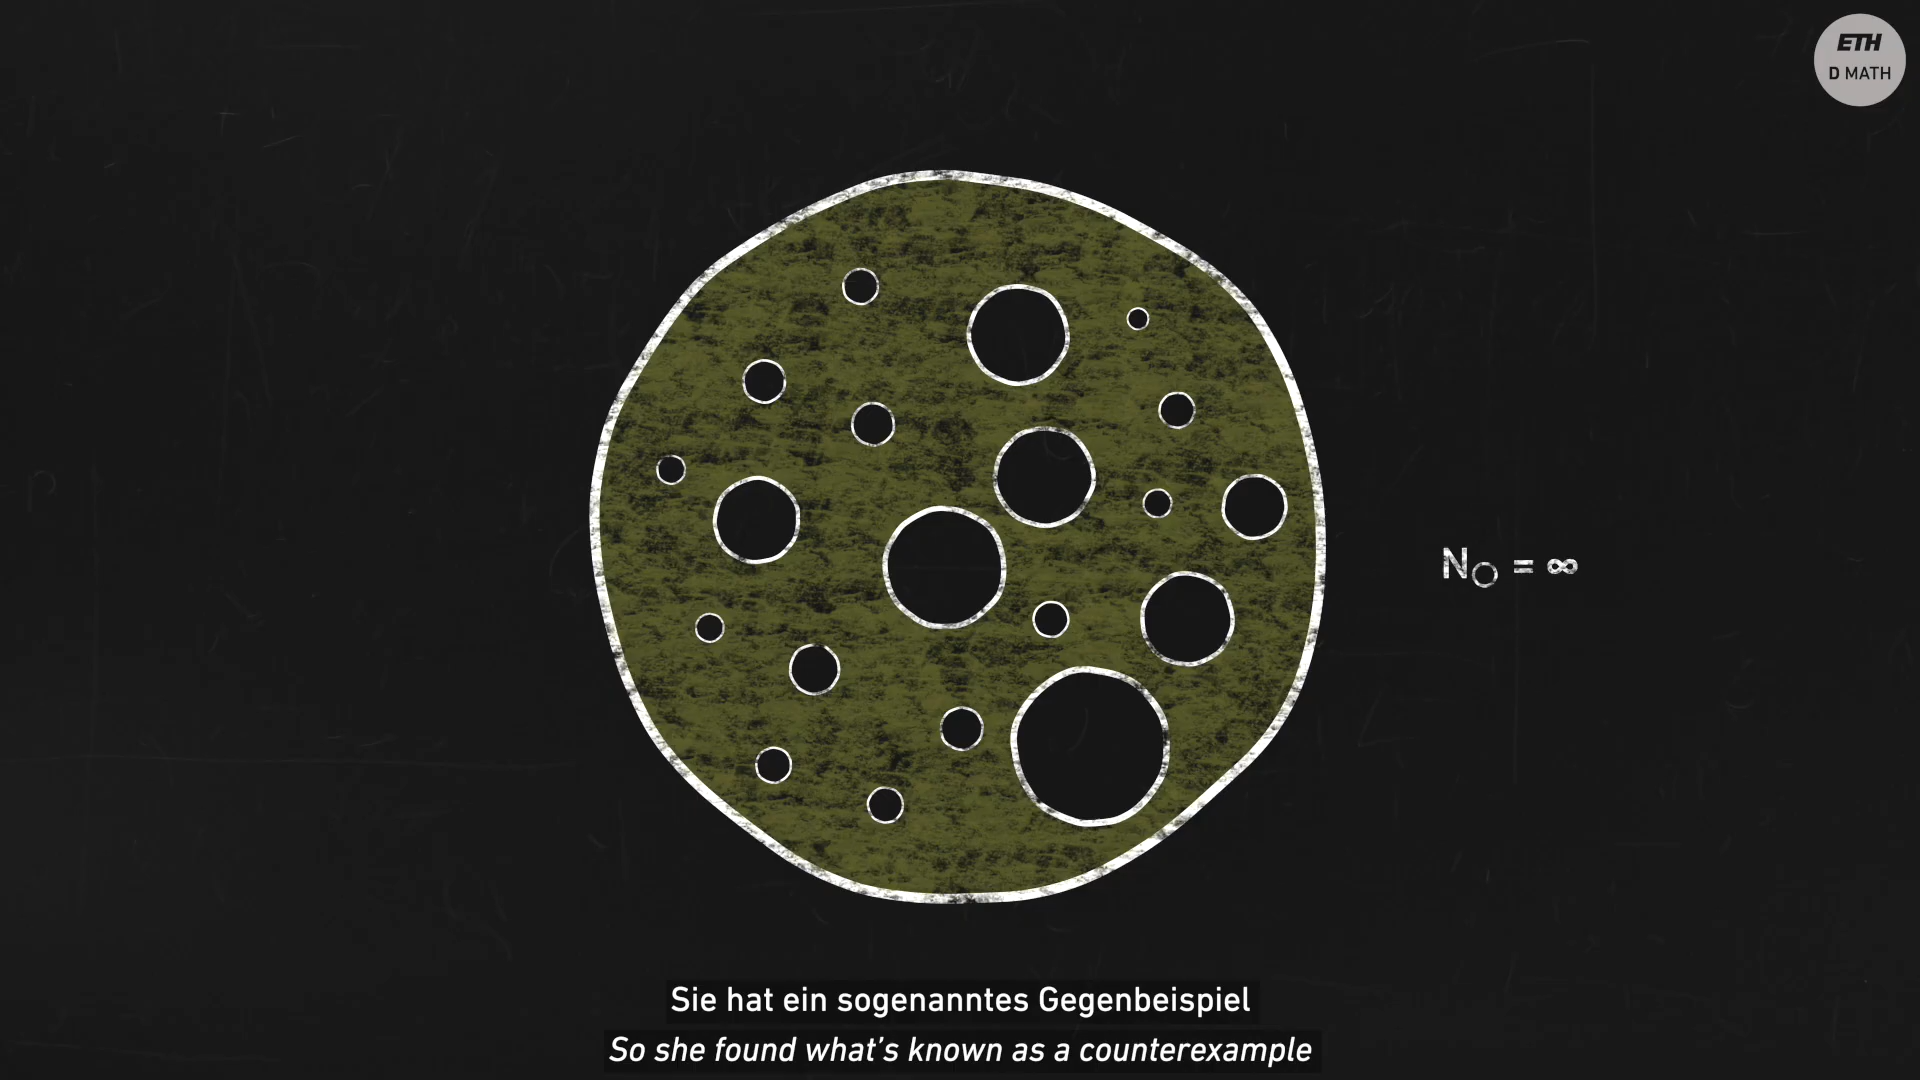 ETH
D MATH
N○ = ∞
Sie hat ein sogenanntes Gegenbeispiel
So she found what's known as a counterexample